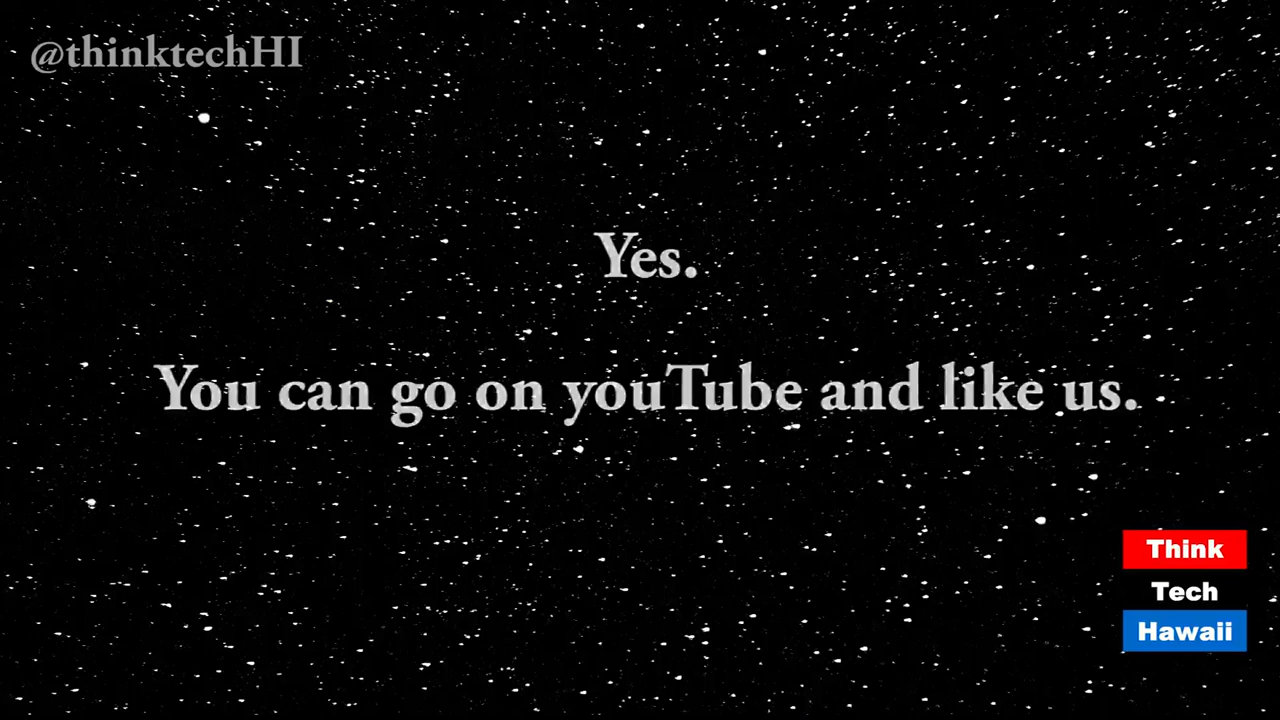 @thinktechHI
Yes.
You can go on youTube and like us.
Think
Tech
Hawaii